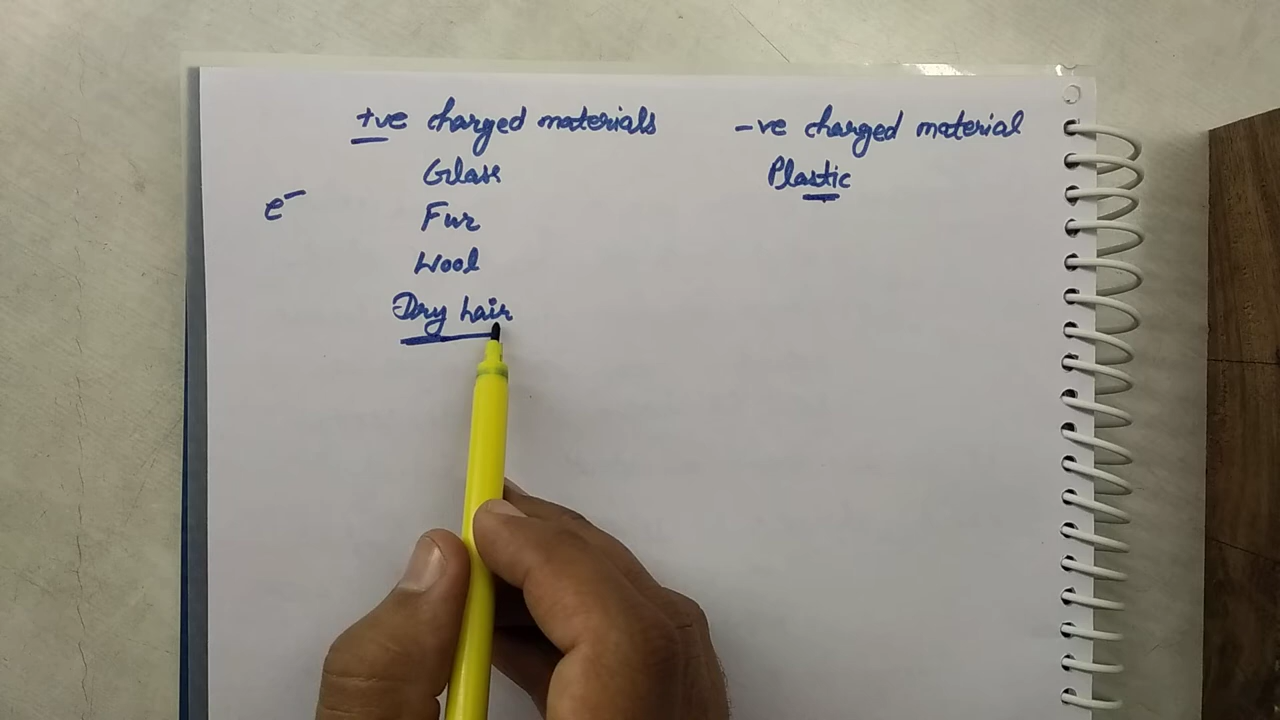 +ve charged materials
Glass
Fur
Wool
Dry hair
e⁻
-ve charged material
Plastic